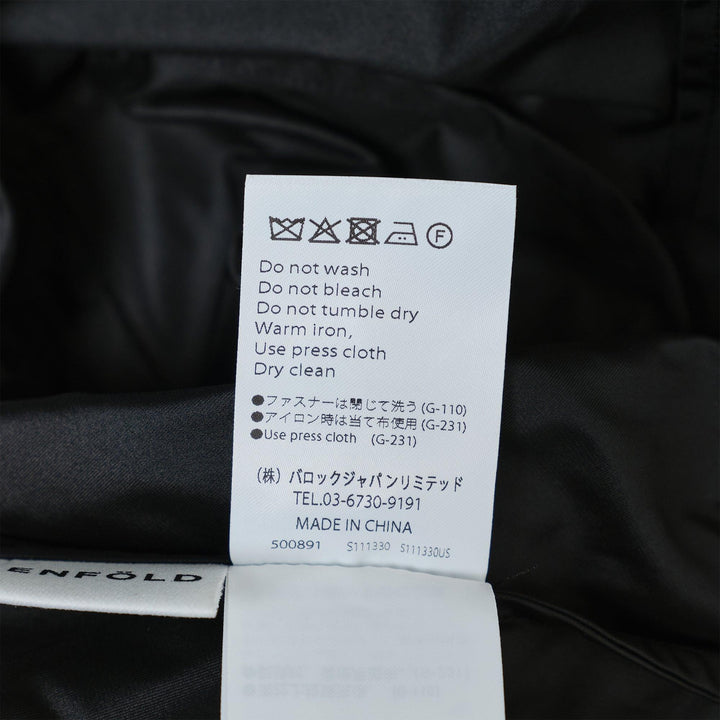 F
Do not wash
Do not bleach
Do not tumble dry
Warm iron,
Use press cloth
Dry clean
●ファスナーは閉じて洗う (G-110)
●アイロン時は当て布使用 (G-231)
●Use press cloth (G-231)
(株) バロックジャパンリミテッド
TEL.03-6730-9191
MADE IN CHINA
500891 S111330 S111330US
ENFÖLD